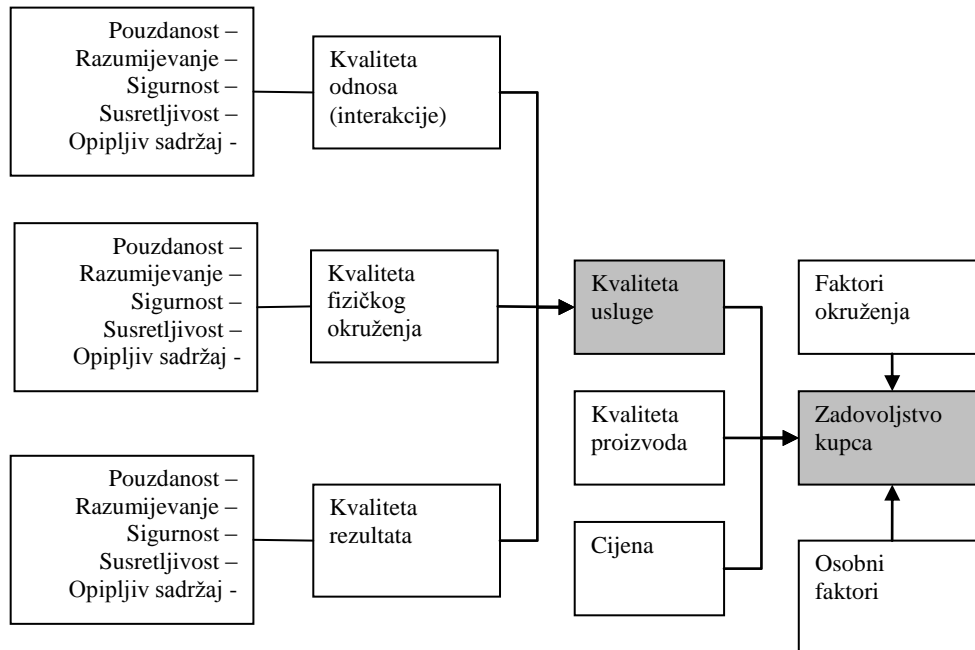 Pouzdanost –
Razumijevanje –
Sigurnost –
Susretljivost –
Opipljiv sadržaj -
Kvaliteta
odnosa
(interakcije)
Pouzdanost –
Razumijevanje –
Sigurnost –
Susretljivost –
Opipljiv sadržaj -
Kvaliteta
fizičkog
okruženja
Pouzdanost –
Razumijevanje –
Sigurnost –
Susretljivost –
Opipljiv sadržaj -
Kvaliteta
rezultata
Kvaliteta
usluge
Kvaliteta
proizvoda
Cijena
Faktori
okruženja
Zadovoljstvo
kupca
Osobni
faktori